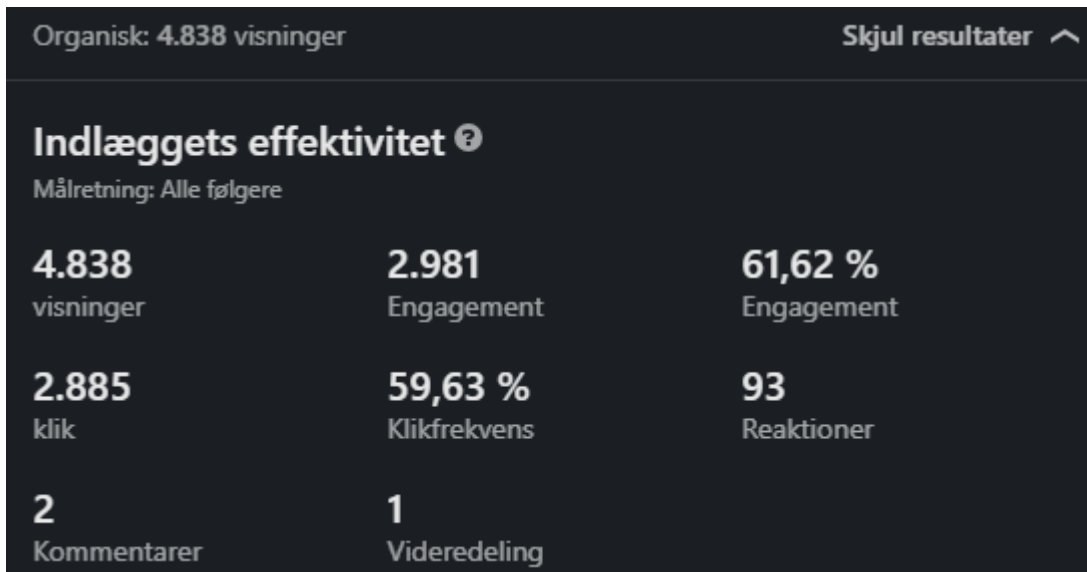 Organisk: 4.838 visninger Skjul resultater
Indlæggets effektivitet
Målretning: Alle følgere
4.838 2.981 61,62 %
visninger Engagement Engagement
2.885 59,63 % 93
klik Klikfrekvens Reaktioner
2 1
Kommentarer Videredeling